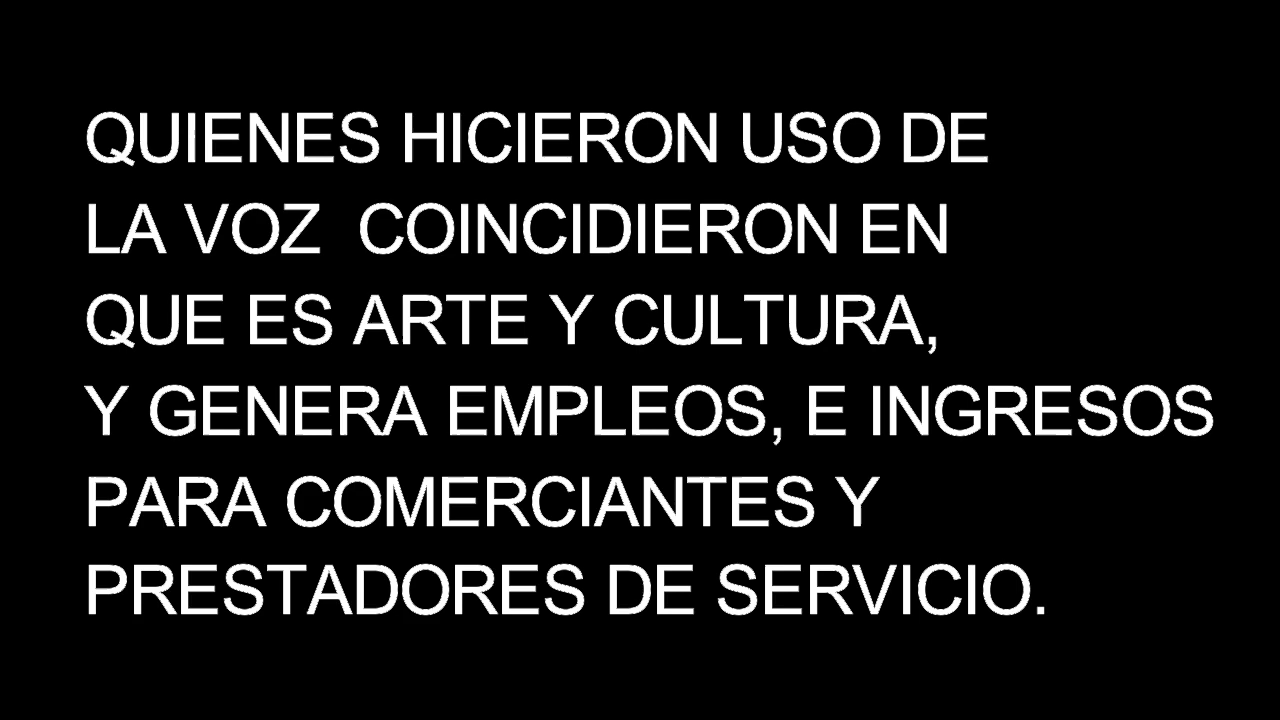 QUIENES HICIERON USO DE
LA VOZ  COINCIDIERON EN
QUE ES ARTE Y CULTURA,
Y GENERA EMPLEOS, E INGRESOS
PARA COMERCIANTES Y
PRESTADORES DE SERVICIO.